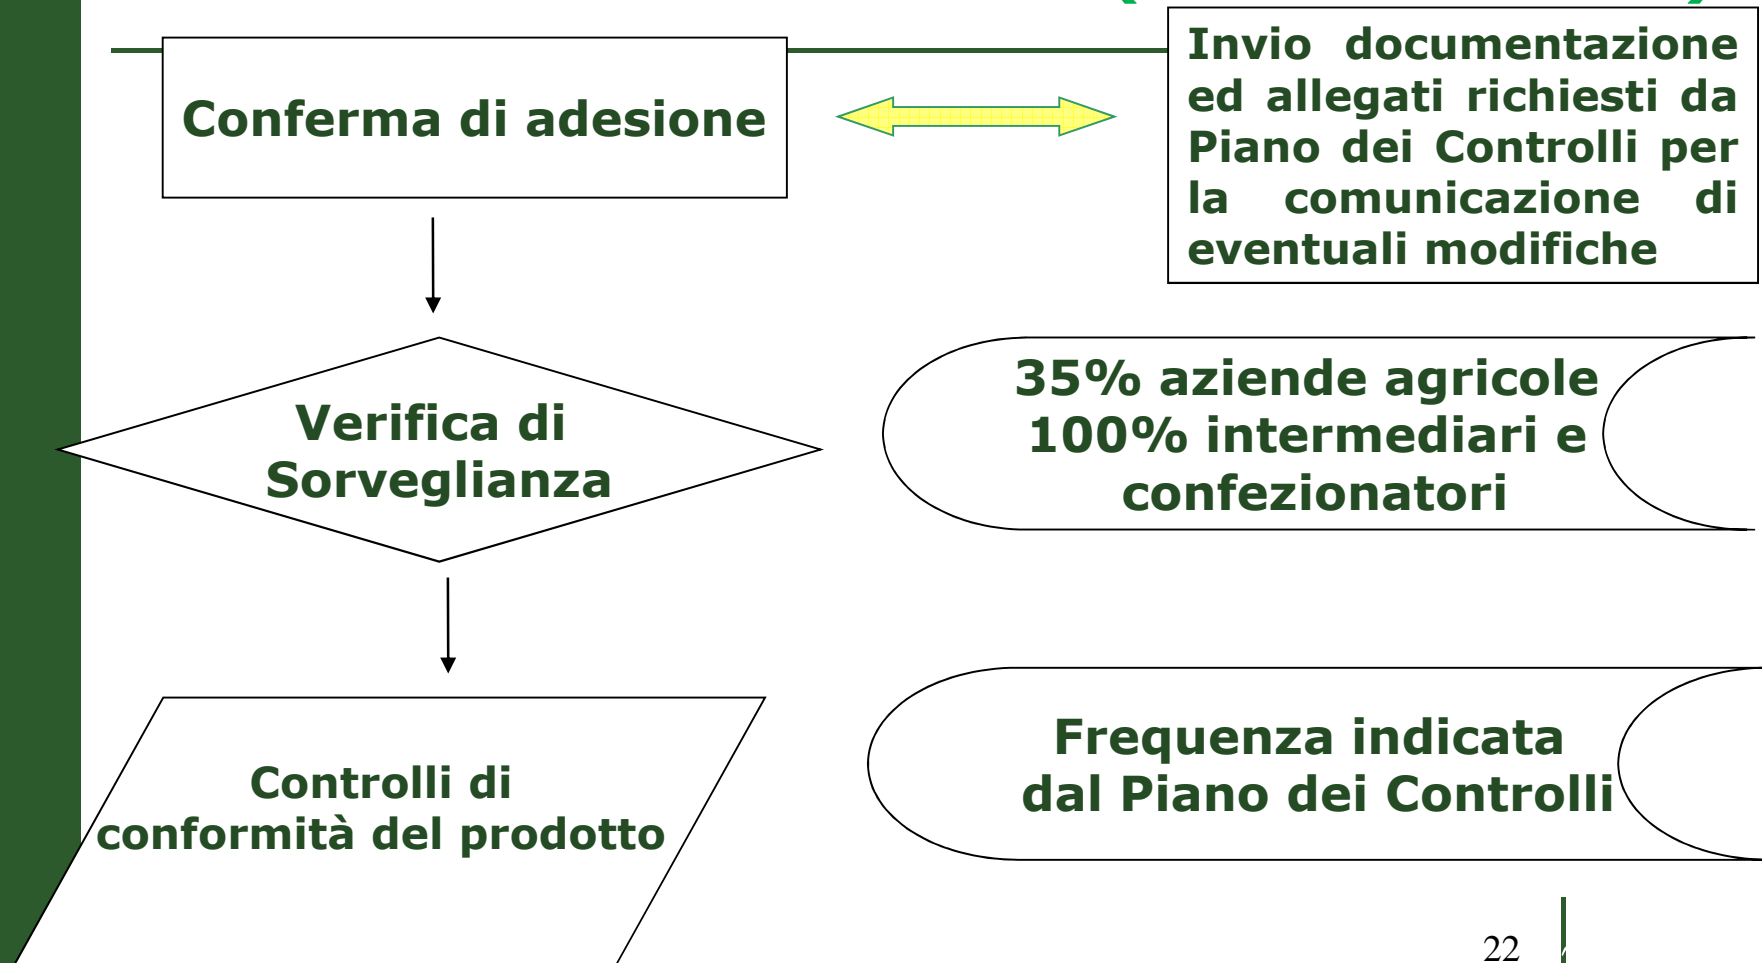 Conferma di adesione
Invio documentazione
ed allegati richiesti da
Piano dei Controlli per
la comunicazione di
eventuali modifiche
Verifica di
Sorveglianza
35% aziende agricole
100% intermediari e
confezionatori
Controlli di
conformità del prodotto
Frequenza indicata
dal Piano dei Controlli
22